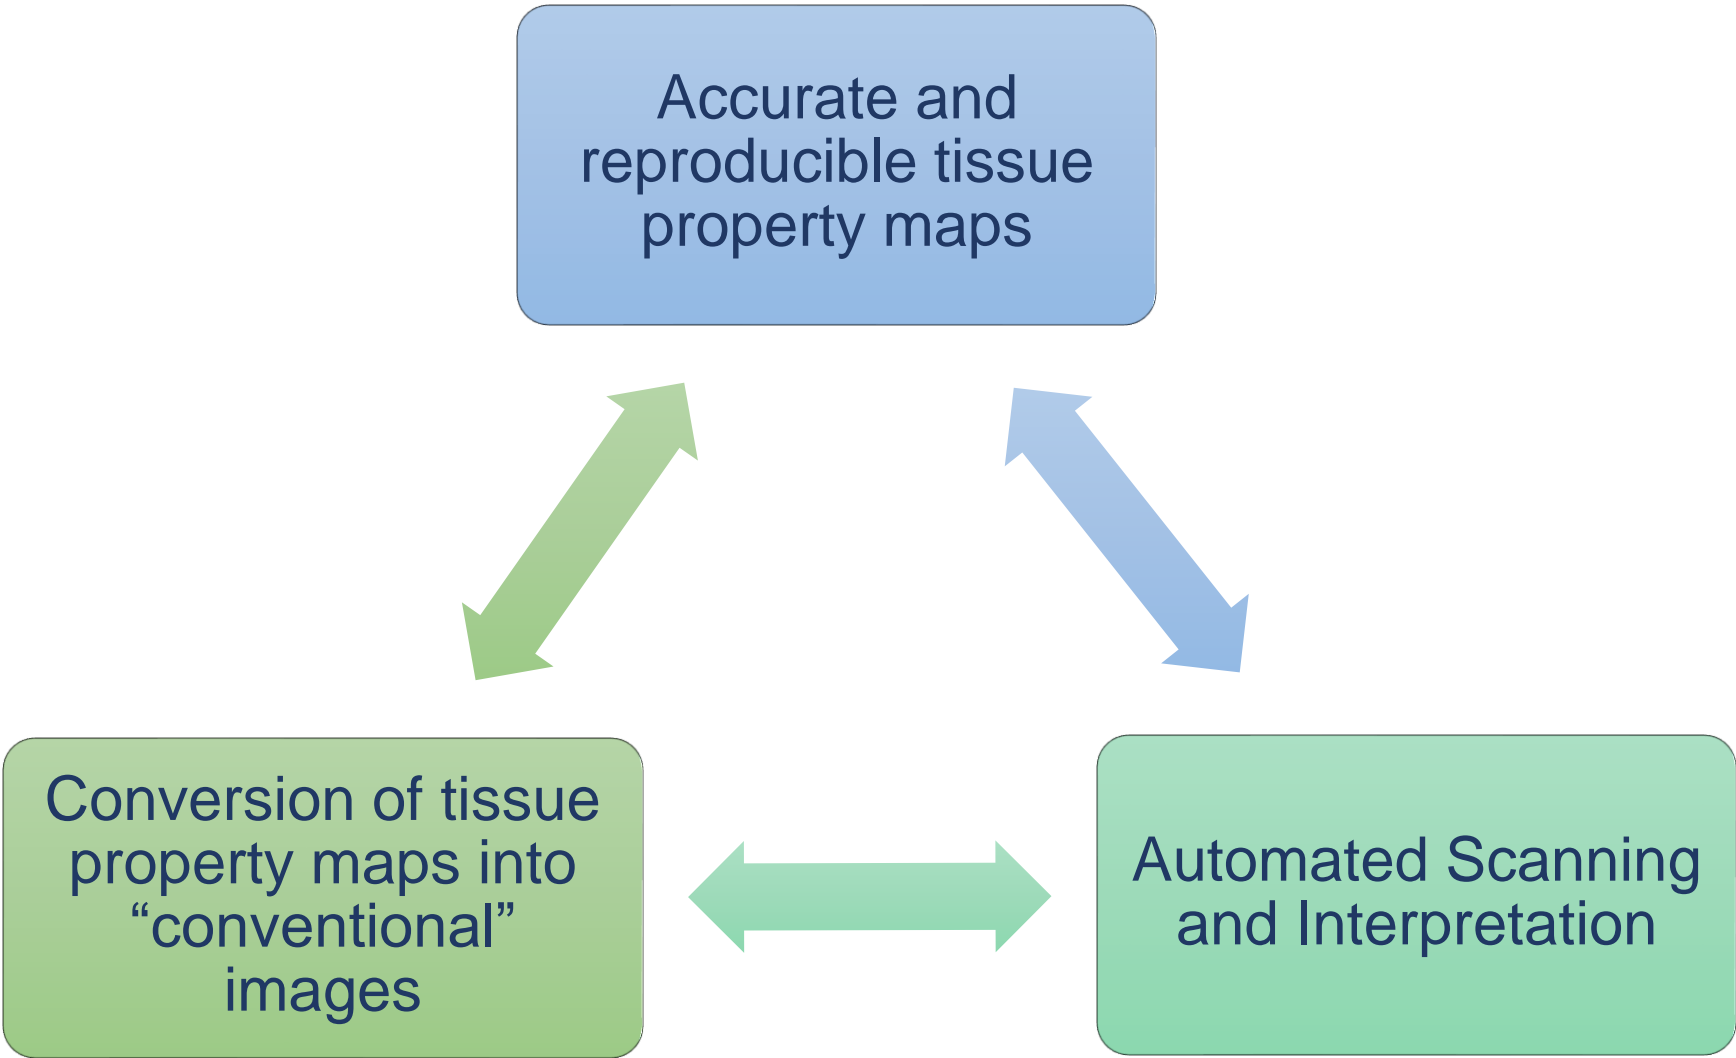 Accurate and
reproducible tissue
property maps
Conversion of tissue
property maps into
“conventional”
images
Automated Scanning
and Interpretation